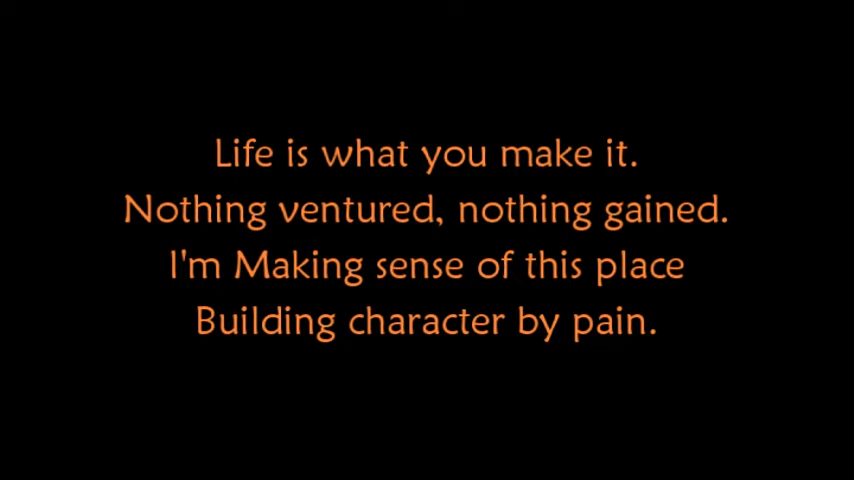 Life is what you make it.
Nothing ventured, nothing gained.
I'm Making sense of this place
Building character by pain.